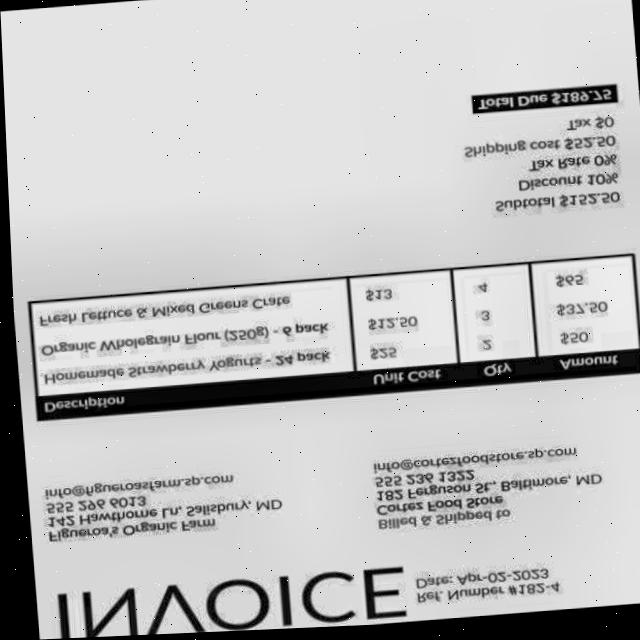 INVOICE
Ref. Number #182-4
Date: Apr-02-2023
Figueroa's Organic Farm
142 Hawthorne Ln, Salisbury, MD
555 296 6013
info@figueroasfarm.sp.com
Billed & Shipped to
Cortez Food Store
182 Ferguson St., Baltimore, MD
555 236 1322
info@cortezfoodstore.sp.com
Description Unit Cost Qty Amount
Homemade Strawberry Yogurts - 24 pack $25 2 $50
Organic Wholegrain Flour (250g) - 6 pack $12.50 3 $37.50
Fresh Lettuce & Mixed Greens Crate $13 4 $65
Subtotal $152.50
Discount 10%
Tax Rate 0%
Shipping cost $52.50
Tax $0
Total Due $189.75